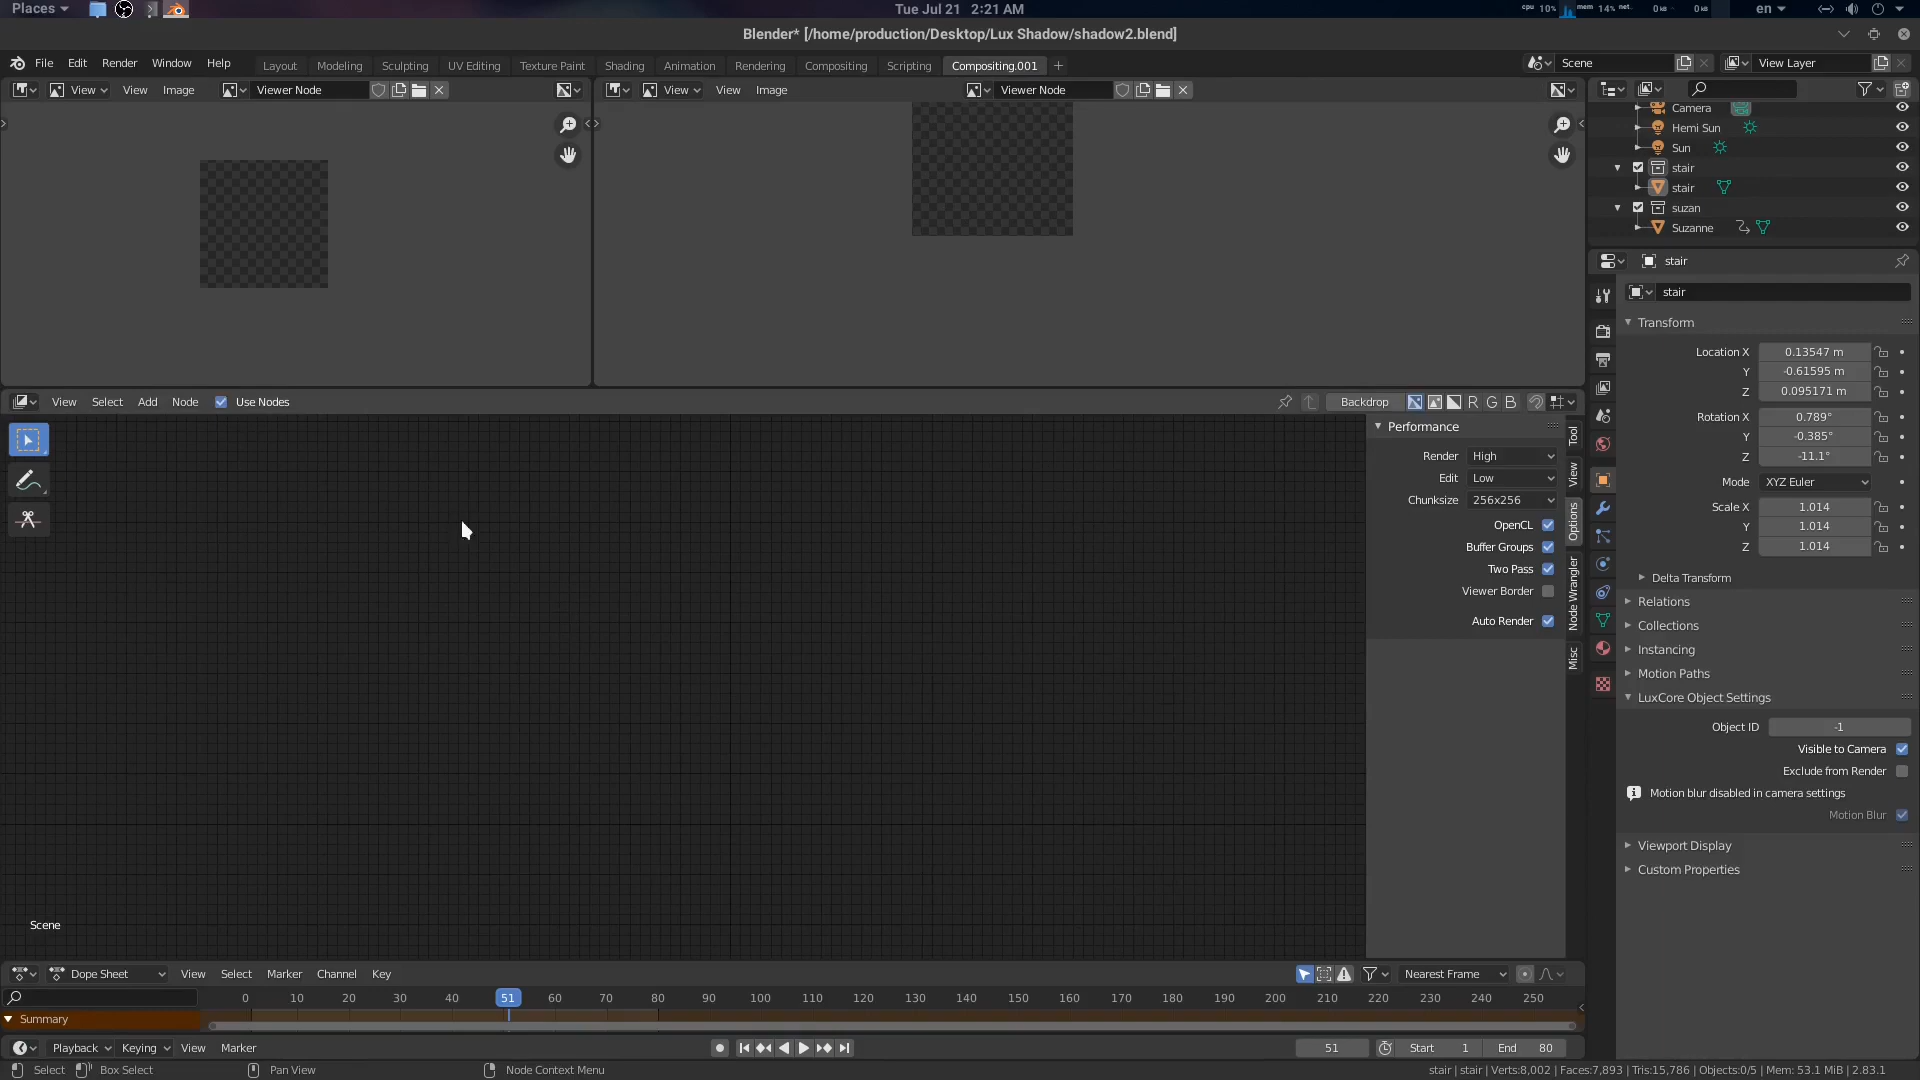 Places
Tue Jul 21 2:21 AM
cpu 10% mem 14% net 0 kB 0 kB en
Blender* [/home/production/Desktop/Lux Shadow/shadow2.blend]
File Edit Render Window Help Layout Modeling Sculpting UV Editing Texture Paint Shading Animation Rendering Compositing Scripting Compositing.001 + Scene View Layer
View View Image Viewer Node View View Image Viewer Node
Camera
Hemi Sun
Sun
stair
stair
suzan
Suzanne
stair
stair
Transform
Location X 0.13547 m
Y -0.61595 m
Z 0.095171 m
Rotation X 0.789°
Y -0.385°
Z -11.1°
Mode XYZ Euler
Scale X 1.014
Y 1.014
Z 1.014
Delta Transform
Relations
Collections
Instancing
Motion Paths
LuxCore Object Settings
Object ID -1
Visible to Camera
Exclude from Render
Motion blur disabled in camera settings
Motion Blur
Viewport Display
Custom Properties
View Select Add Node Use Nodes Backdrop R G B
Performance
Render High
Edit Low
Chunksize 256x256
OpenCL
Buffer Groups
Two Pass
Viewer Border
Auto Render
Tool
View
Options
Node Wrangler
Misc
Scene
Dope Sheet View Select Marker Channel Key Nearest Frame
0 10 20 30 40 51 60 70 80 90 100 110 120 130 140 150 160 170 180 190 200 210 220 230 240 250
Summary
Playback Keying View Marker 51 Start 1 End 80
Select Box Select Pan View Node Context Menu stair | stair | Verts:8,002 | Faces:7,893 | Tris:15,786 | Objects:0/5 | Mem: 53.1 MiB | 2.83.1